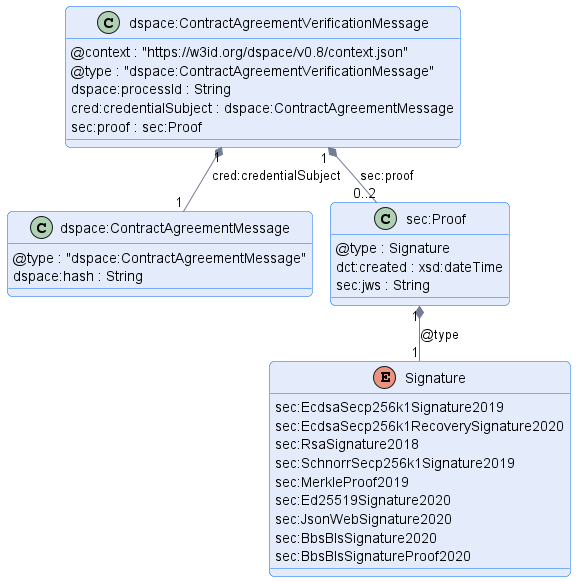 C dspace:ContractAgreementVerificationMessage
@context : "https://w3id.org/dspace/v0.8/context.json"
@type : "dspace:ContractAgreementVerificationMessage"
dspace:processId : String
cred:credentialSubject : dspace:ContractAgreementMessage
sec:proof : sec:Proof
1
1
cred:credentialSubject
sec:proof
1
0..2
C dspace:ContractAgreementMessage
@type : "dspace:ContractAgreementMessage"
dspace:hash : String
C sec:Proof
@type : Signature
dct:created : xsd:dateTime
sec:jws : String
1
@type
1
E Signature
sec:EcdsaSecp256k1Signature2019
sec:EcdsaSecp256k1RecoverySignature2020
sec:RsaSignature2018
sec:SchnorrSecp256k1Signature2019
sec:MerkleProof2019
sec:Ed25519Signature2020
sec:JsonWebSignature2020
sec:BbsBlsSignature2020
sec:BbsBlsSignatureProof2020